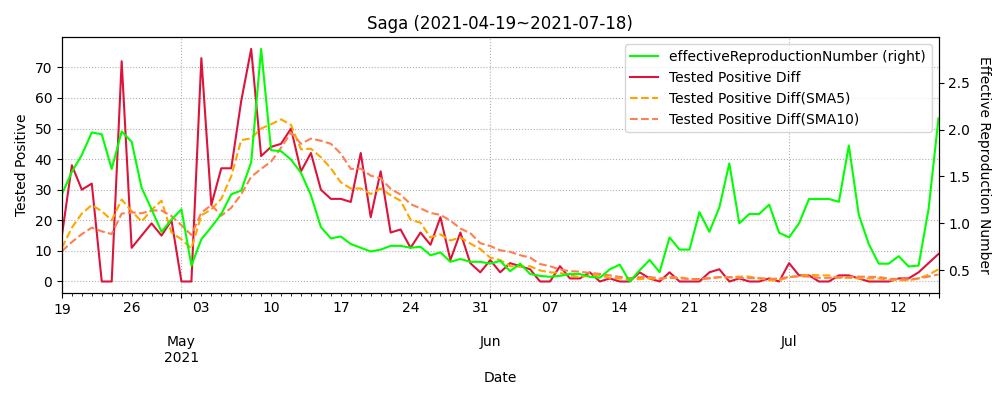 Saga (2021-04-19~2021-07-18)
effectiveReproductionNumber (right)
Tested Positive Diff
Tested Positive Diff(SMA5)
Tested Positive Diff(SMA10)
Tested Positive
70
60
50
40
30
20
10
0
Effective Reproduction Number
2.5
2.0
1.5
1.0
0.5
19 26 03 10 17 24 31 07 14 21 28 05 12
May Jun Jul
2021
Date